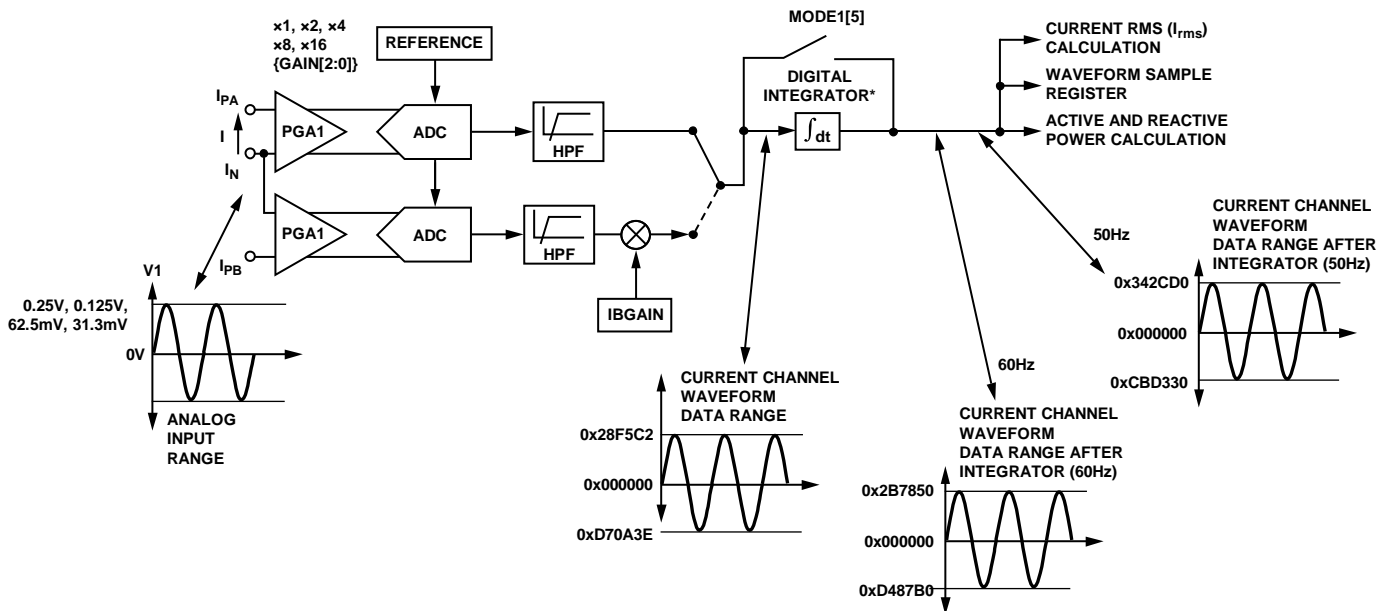 ×1, ×2, ×4
×8, ×16
{GAIN[2:0]}
REFERENCE
MODE1[5]
CURRENT RMS (Irms)
CALCULATION
WAVEFORM SAMPLE
REGISTER
ACTIVE AND REACTIVE
POWER CALCULATION
DIGITAL
INTEGRATOR*
∫dt
IPA
I
IN
PGA1
ADC
HPF
IPB
PGA1
ADC
HPF
IBGAIN
V1
0.25V, 0.125V,
62.5mV, 31.3mV
0V
ANALOG
INPUT
RANGE
50Hz
60Hz
CURRENT CHANNEL
WAVEFORM
DATA RANGE
0x28F5C2
0x000000
0xD70A3E
CURRENT CHANNEL
WAVEFORM
DATA RANGE AFTER
INTEGRATOR (60Hz)
0x2B7850
0x000000
0xD487B0
CURRENT CHANNEL
WAVEFORM
DATA RANGE AFTER
INTEGRATOR (50Hz)
0x342CD0
0x000000
0xCBD330